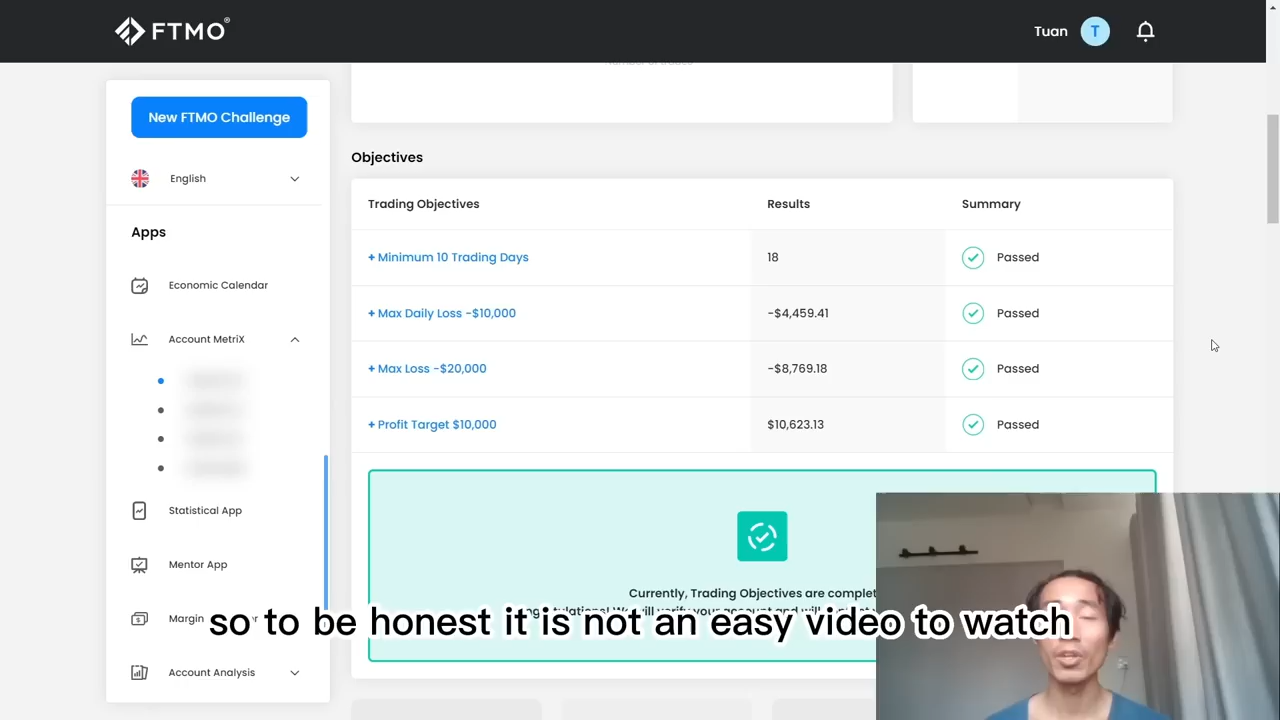 FTMO®
Tuan
T
New FTMO Challenge
English
Apps
Economic Calendar
Account MetriX
Statistical App
Mentor App
Margin
Account Analysis
Objectives
Trading Objectives Results Summary
+ Minimum 10 Trading Days 18 Passed
+ Max Daily Loss -$10,000 -$4,459.41 Passed
+ Max Loss -$20,000 -$8,769.18 Passed
+ Profit Target $10,000 $10,623.13 Passed
Currently, Trading Objectives are
so to be honest it is not an easy video to watch